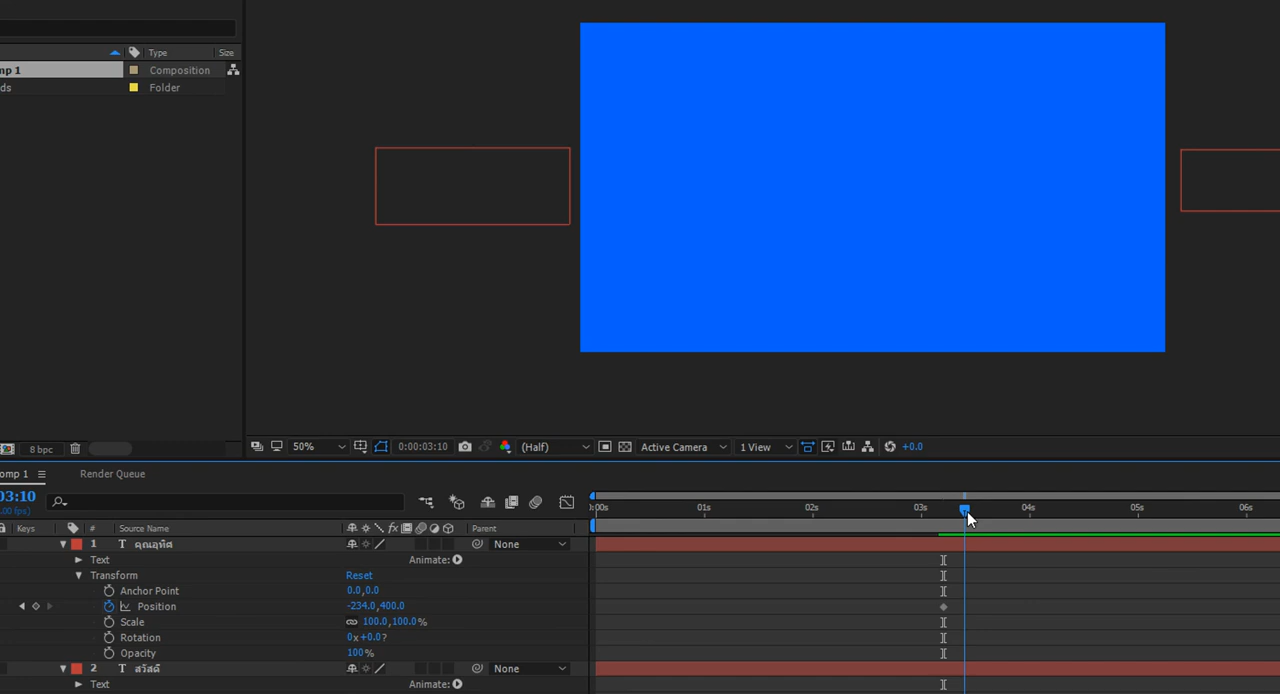 Type Size
mp 1 Composition
ds Folder
8 bpc 50% 0:00:03:10 (Half) Active Camera 1 View +0.0
omp 1 Render Queue
03:10
.00 fps)
:00s 01s 02s 03s 04s 05s 06s
Keys # Source Name fx Parent
1 T คุณอุทิศ None
Text Animate:
Transform Reset
Anchor Point 0.0,0.0
Position -234.0,400.0
Scale 100.0,100.0%
Rotation 0x+0.0?
Opacity 100%
2 T สวัสดี None
Text Animate: